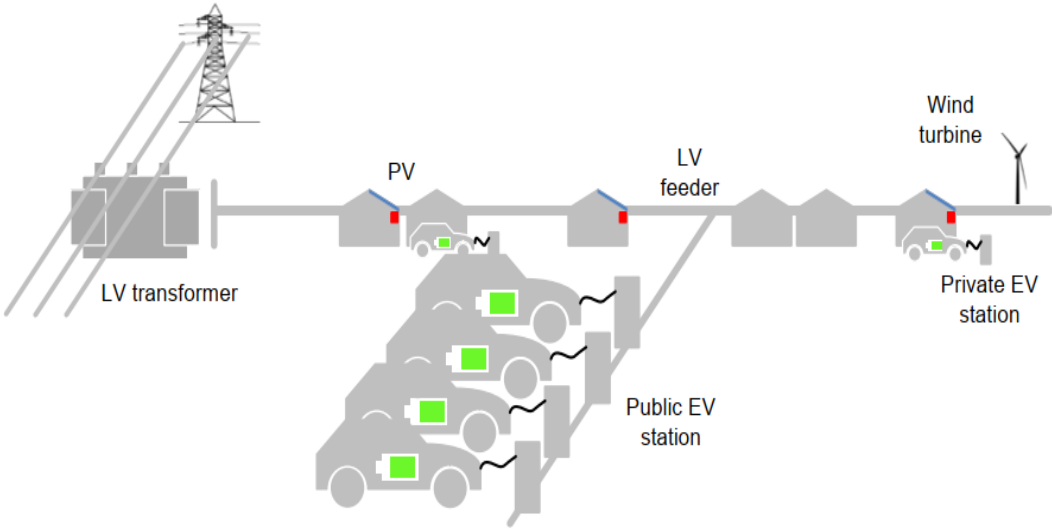 Wind
turbine
PV
LV
feeder
LV transformer
Private EV
station
Public EV
station